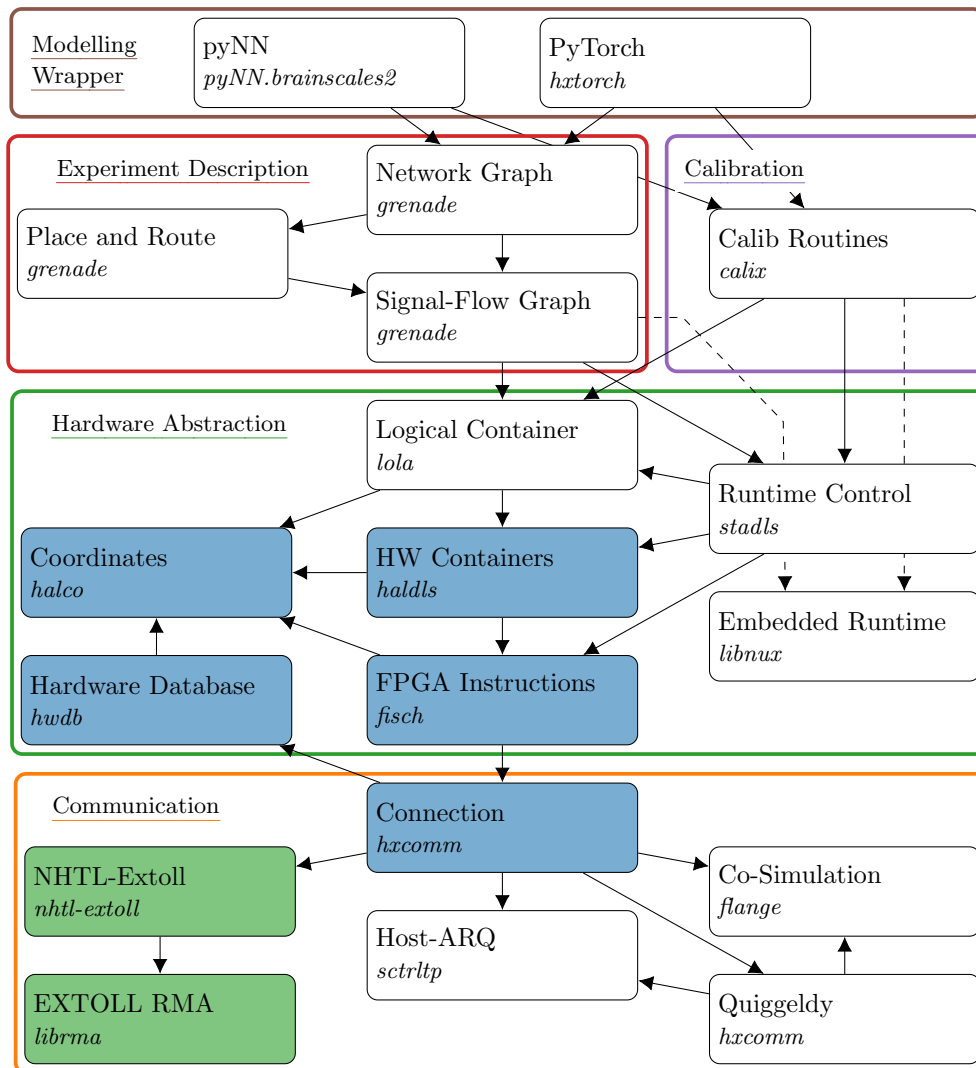 Modelling
Wrapper
pyNN
pyNN.brainscales2
PyTorch
hxtorch
Experiment Description
Network Graph
grenade
Place and Route
grenade
Signal-Flow Graph
grenade
Calibration
Calib Routines
calix
Hardware Abstraction
Logical Container
lola
Runtime Control
stadls
Coordinates
halco
HW Containers
haldls
Embedded Runtime
libnux
Hardware Database
hwdb
FPGA Instructions
fisch
Communication
Connection
hxcomm
NHTL-Extoll
nhtl-extoll
Co-Simulation
flange
Host-ARQ
sctrltp
EXTOLL RMA
librma
Quiggeldy
hxcomm